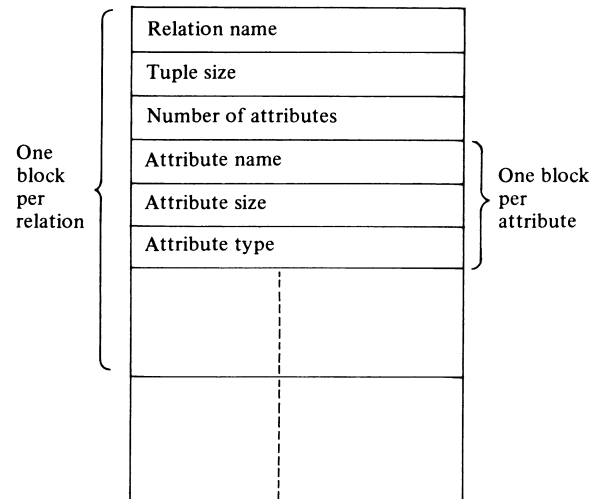 Relation name
Tuple size
Number of attributes
Attribute name
Attribute size
Attribute type
One
block
per
relation
One block
per
attribute